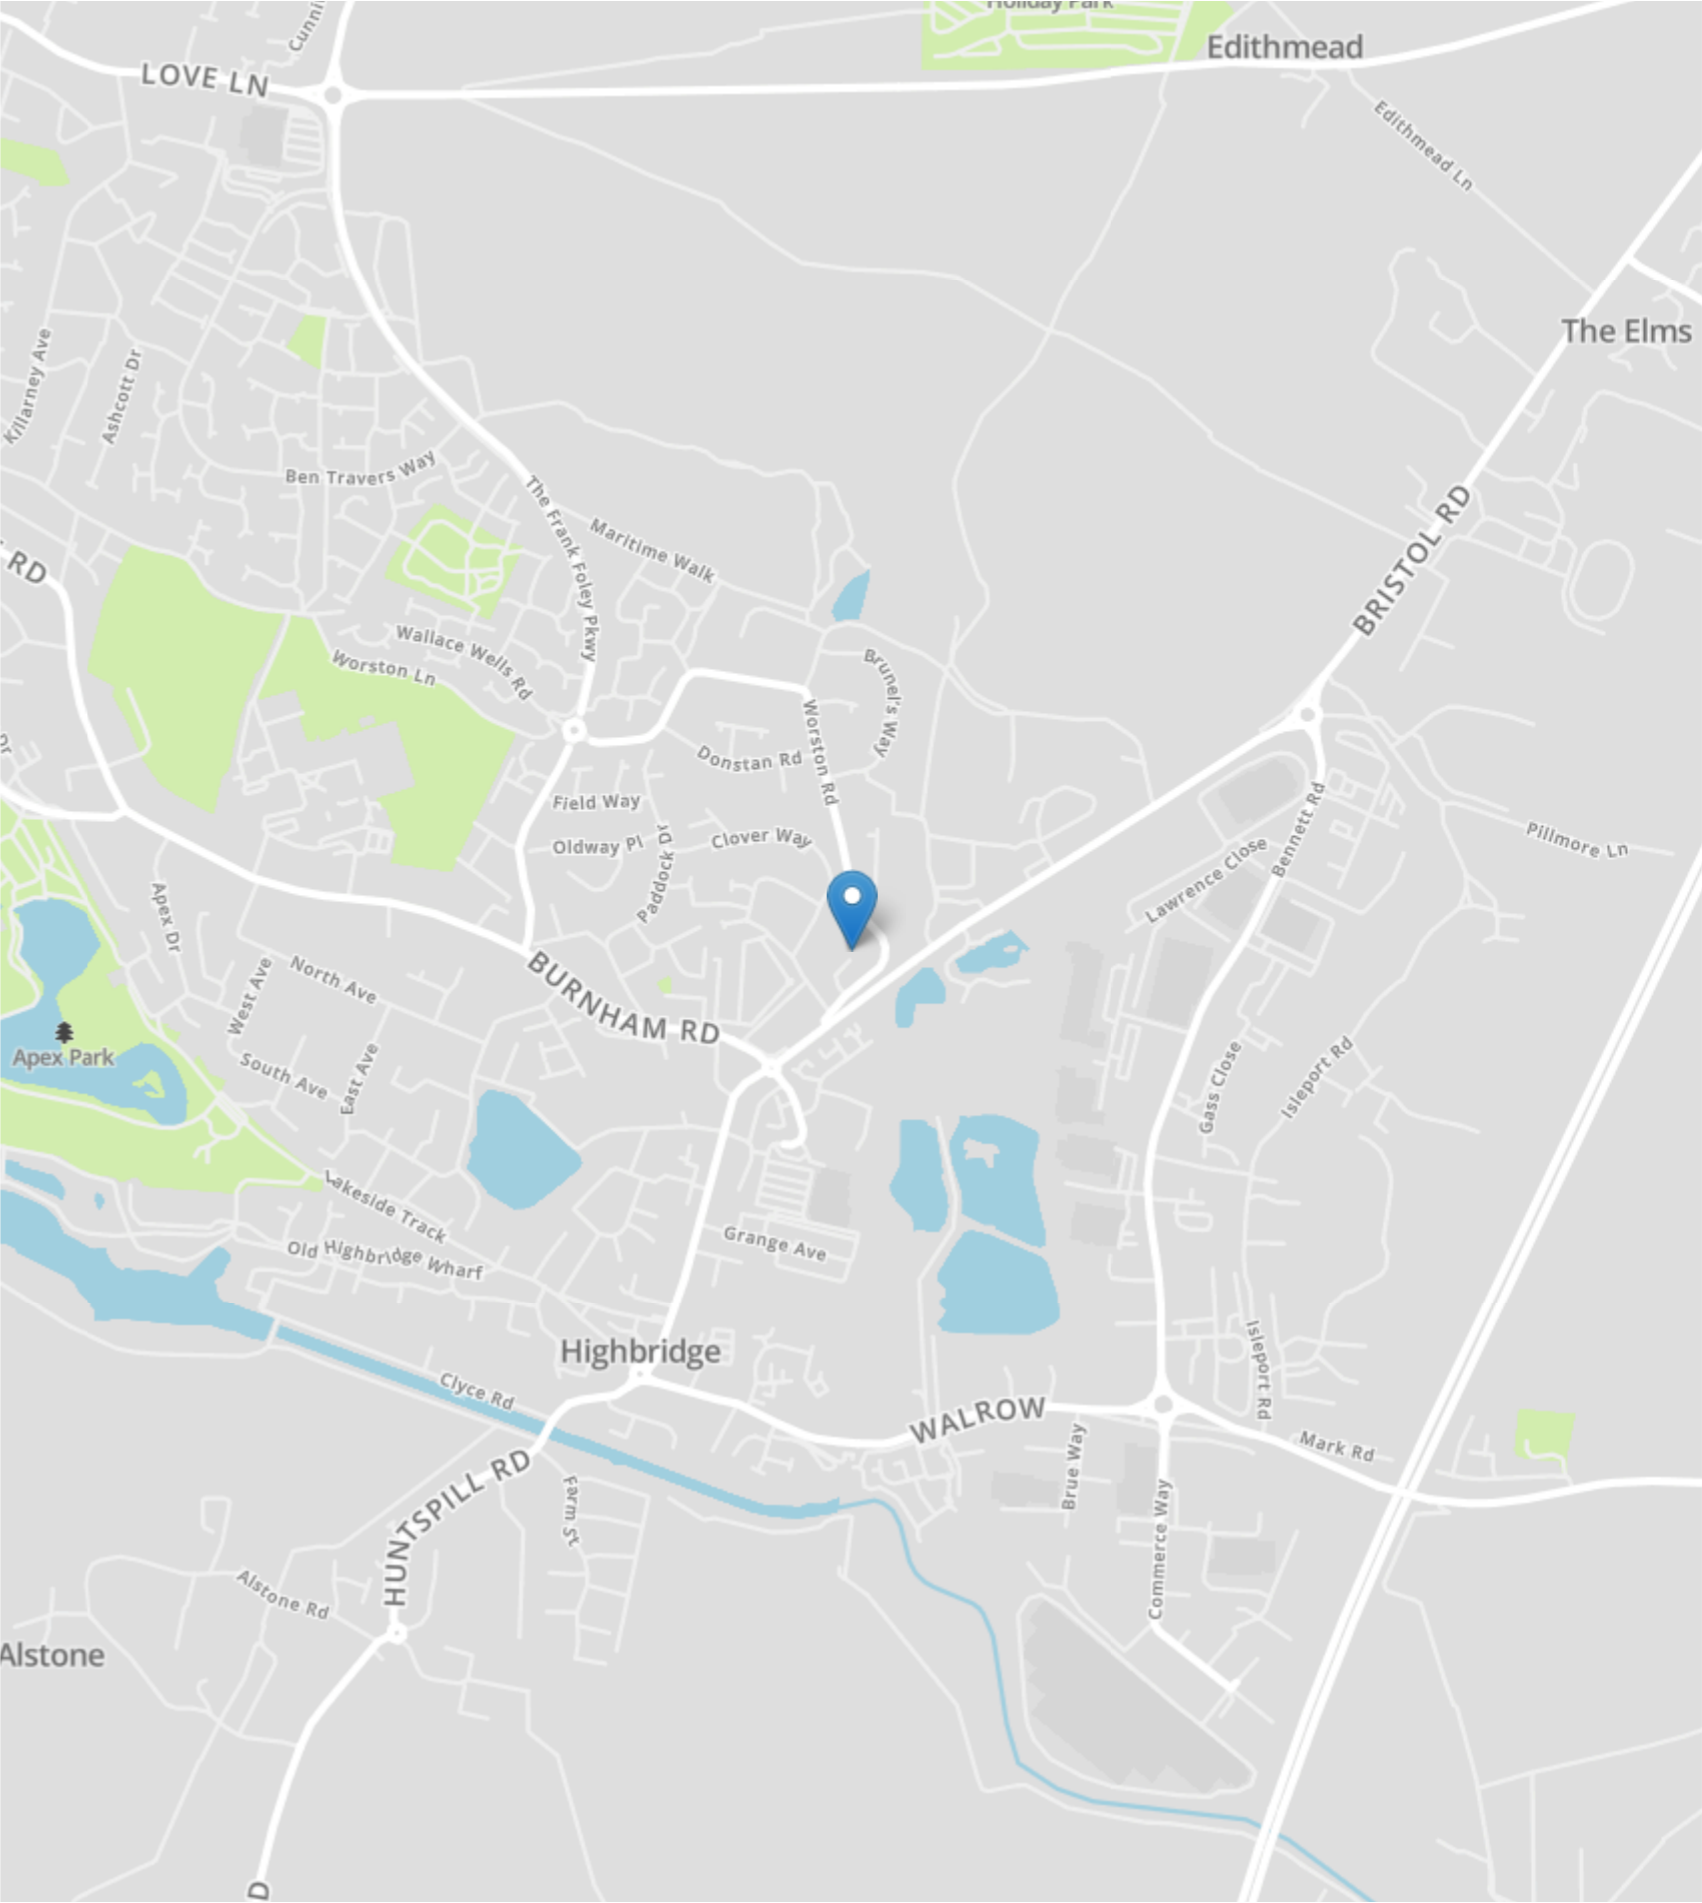 Holiday Park
Edithmead
Cunni
LOVE LN
Edithmead Ln
The Elms
Killarney Ave
Ashcott Dr
Ben Travers Way
The Frank Foley Pkwy
Maritime Walk
BRISTOL RD
RD
Wallace Wells Rd
Worston Ln
Brunel's Way
Worston Rd
Donstan Rd
Dr
Field Way
Oldway Pl
Paddock Dr
Clover Way
Bennett Rd
Lawrence Close
Pillmore Ln
Apex Dr
West Ave
North Ave
BURNHAM RD
Apex Park
South Ave
East Ave
Gass Close
Isleport Rd
Lakeside Track
Old Highbridge Wharf
Grange Ave
Highbridge
Isleport Rd
Clyce Rd
WALROW
Mark Rd
Brue Way
HUNTSPILL RD
Farm St
Commerce Way
Alstone Rd
Alstone
D